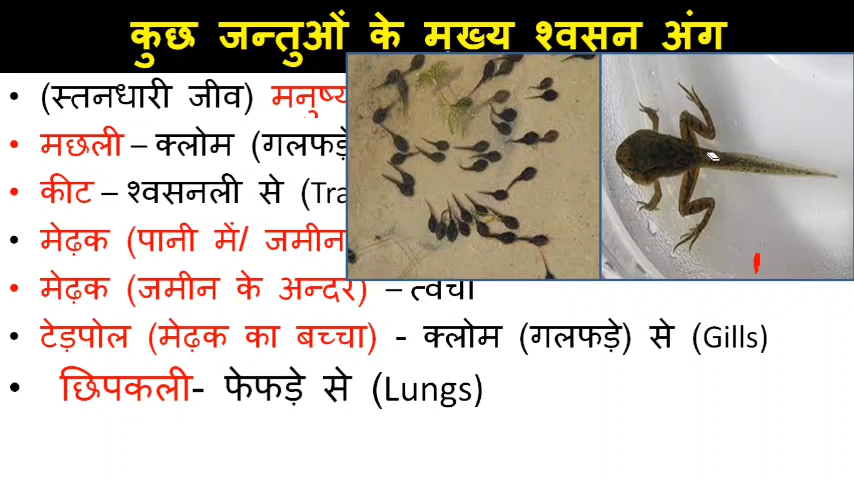 कुछ जन्तुओं के मुख्य श्वसन अंग
• (स्तनधारी जीव) मनुष्य
• मछली – क्लोम (गलफड़े
• कीट – श्वसनली से (Tra
• मेढ़क (पानी में/ जमीन
• मेढ़क (जमीन के अन्दर) – त्वचा
• टेड़पोल (मेढ़क का बच्चा) - क्लोम (गलफड़े) से (Gills)
• छिपकली- फेफड़े से (Lungs)